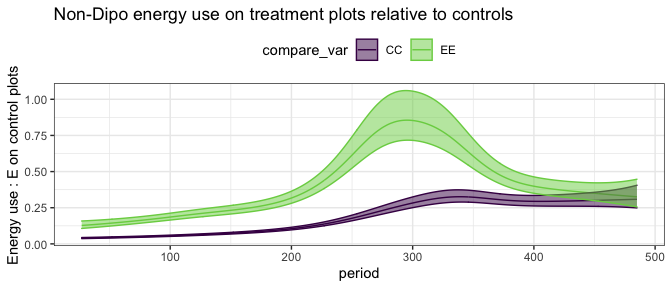 Non-Dipo energy use on treatment plots relative to controls
compare_var CC EE
Energy use : E on control plots
1.00
0.75
0.50
0.25
0.00
100 200 300 400 500
period